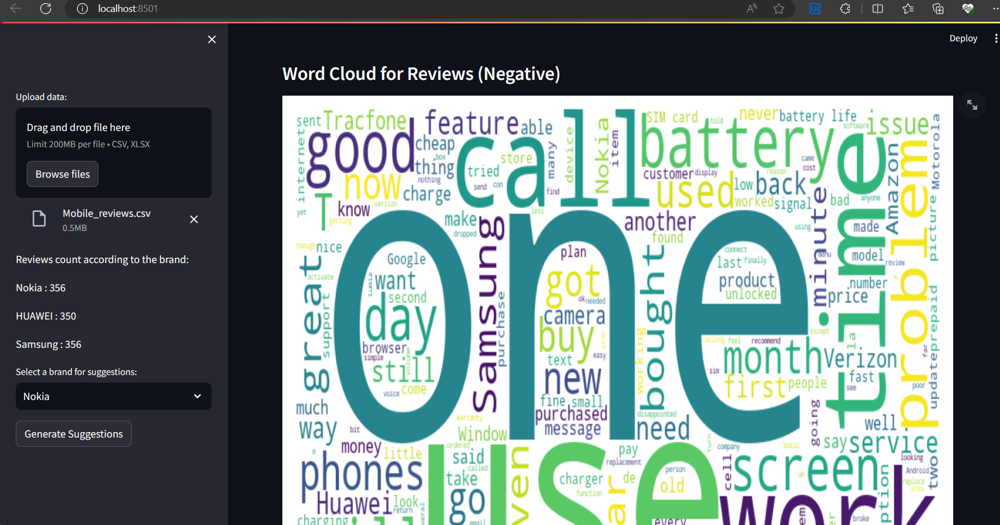 localhost:8501
Deploy
Upload data:
Drag and drop file here
Limit 200MB per file • CSV, XLSX
Browse files
Mobile_reviews.csv
0.5MB
Reviews count according to the brand:
Nokia : 356
HUAWEI : 350
Samsung : 356
Select a brand for suggestions:
Nokia
Generate Suggestions
Word Cloud for Reviews (Negative)
sent
Tracfone
feature
able
SIM card
told
never
battery life
software
issue
internet
good
cheap
box
thing
nothing
call
store
tried
send
con
many
find
device
Nokia
item
battery
came
cost
customer
display
reason
low
back
time
Amazon
problem
Motorola
now
charge
version
yet
T
know
getting
less
used
worked
signal
bad
anyone
make
dropped
Samsung
another
found
using
minute
menu
made
model
review
picture
though
nice
great
activate
support
one
Google
Lumia
want
second
day
browser
simple
volume
still
voice
come
purchase
plan
got
ok
needed
camera
buy
star
text
easy
new
fine
small
purchased
message
bought
working
disappointed
connect
last
finally
product
unlocked
number
price
y
prepaid
update
except
calling
feel
recommend
month
sim
first
people
Verizon
la
fast
see
far
poor
much
way
bit
warranty
Window
need
going
well
say
service
money
little
e
phones
ordered
said
called
take
use
pay
replacement
turn
company
basic
charger
function
de
person
old
cell
screen
un
looking
Android
replace
area
two
Huawei
look
return
go
email
charging
every
work
broke